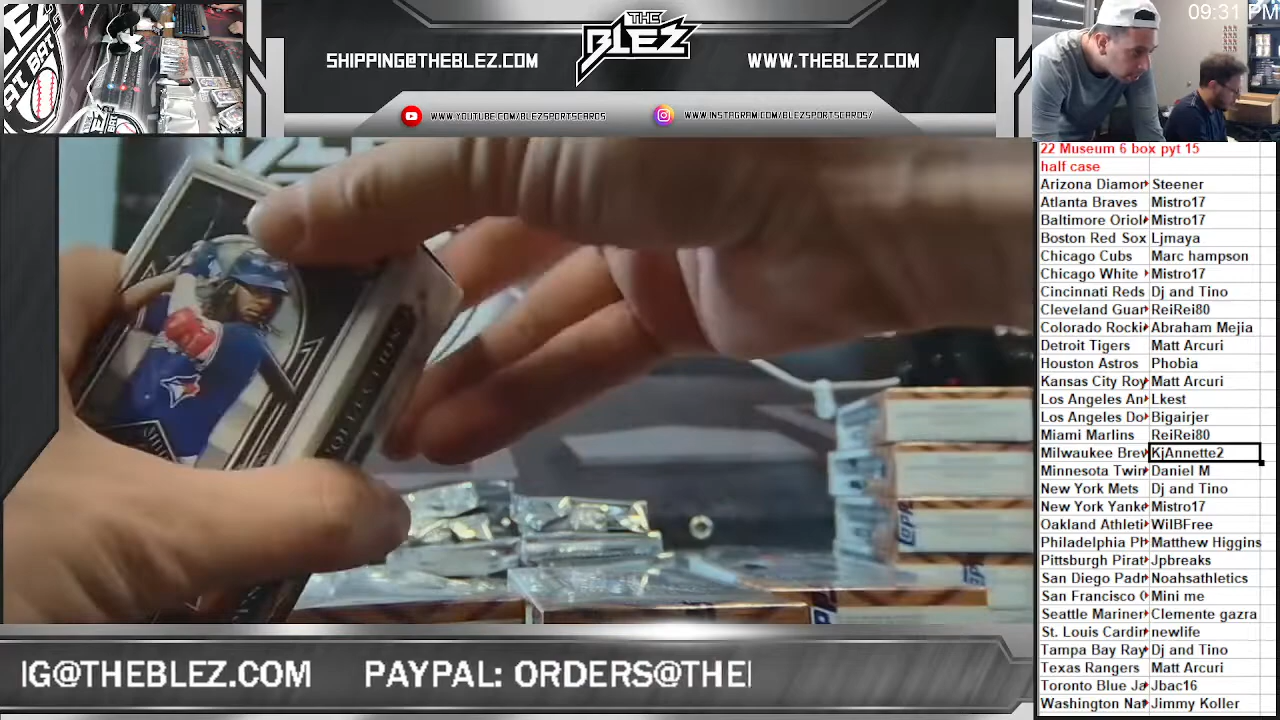 09:31 PM
THE
BLEZ
SHIPPING@THEBLEZ.COM
WWW.THEBLEZ.COM
WWW.YOUTUBE.COM/BLEZSPORTSCARDS
WWW.INSTAGRAM.COM/BLEZSPORTSCARDS/
22 Museum 6 box pyt 15
half case
Arizona Diamor Steener
Atlanta Braves Mistro17
Baltimore Oriol Mistro17
Boston Red Sox Ljmaya
Chicago Cubs Marc hampson
Chicago White Mistro17
Cincinnati Reds Dj and Tino
Cleveland Guar ReiRei80
Colorado Rocki Abraham Mejia
Detroit Tigers Matt Arcuri
Houston Astros Phobia
Kansas City Roy Matt Arcuri
Los Angeles An Lkest
Los Angeles Do Bigairjer
Miami Marlins ReiRei80
Milwaukee Brew KjAnnette2
Minnesota Twin Daniel M
New York Mets Dj and Tino
New York Yanke Mistro17
Oakland Athleti WilBFree
Philadelphia Ph Matthew Higgins
Pittsburgh Pirat Jpbreaks
San Diego Padr Noahsathletics
San Francisco G Mini me
Seattle Mariner Clemente gazra
St. Louis Cardin newlife
Tampa Bay Ray Dj and Tino
Texas Rangers Matt Arcuri
Toronto Blue Ja Jbac16
Washington Nat Jimmy Koller
IG@THEBLEZ.COM PAYPAL: ORDERS@THE